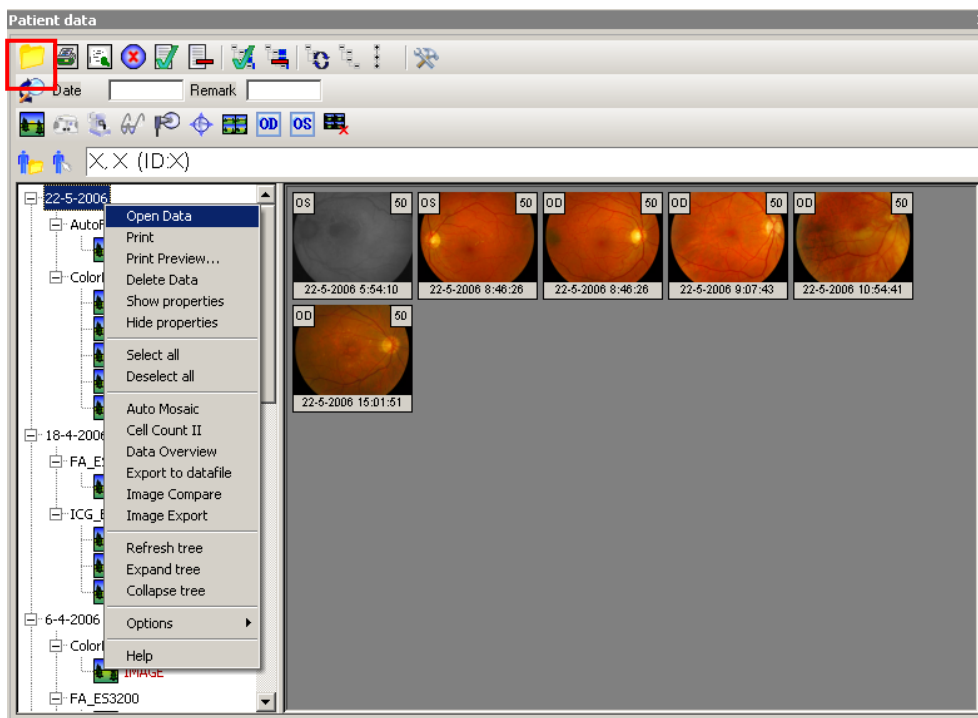 Patient data
Date Remark
OD OS
X, X (ID:X)
22-5-2006
Open Data
Print
Print Preview...
Delete Data
Show properties
Hide properties
Select all
Deselect all
Auto Mosaic
Cell Count II
Data Overview
Export to datafile
Image Compare
Image Export
Refresh tree
Expand tree
Collapse tree
Options
Help
18-4-2006
ICG_E
6-4-2006
IMAGE
FA_ES3200
OS 50
22-5-2006 5:54:10
OS 50
22-5-2006 8:46:26
OD 50
22-5-2006 8:46:26
OD 50
22-5-2006 9:07:43
OD 50
22-5-2006 10:54:41
OD 50
22-5-2006 15:01:51